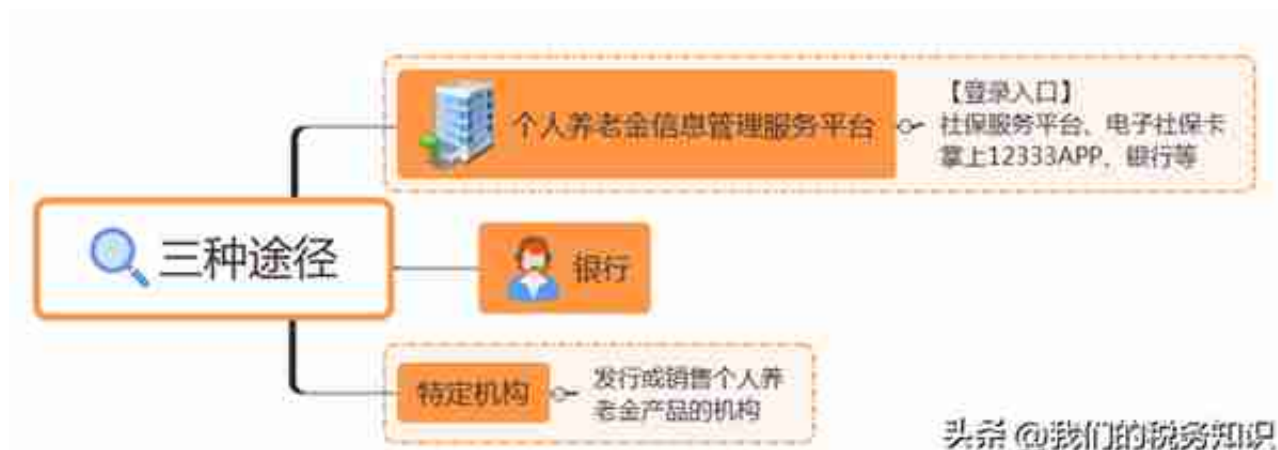 三种途径
个人养老金信息管理服务平台
【登录入口】
社保服务平台、电子社保卡
掌上12333APP、银行等
银行
特定机构
发行或销售个人养
老金产品的机构
头条 @我们的税务知识